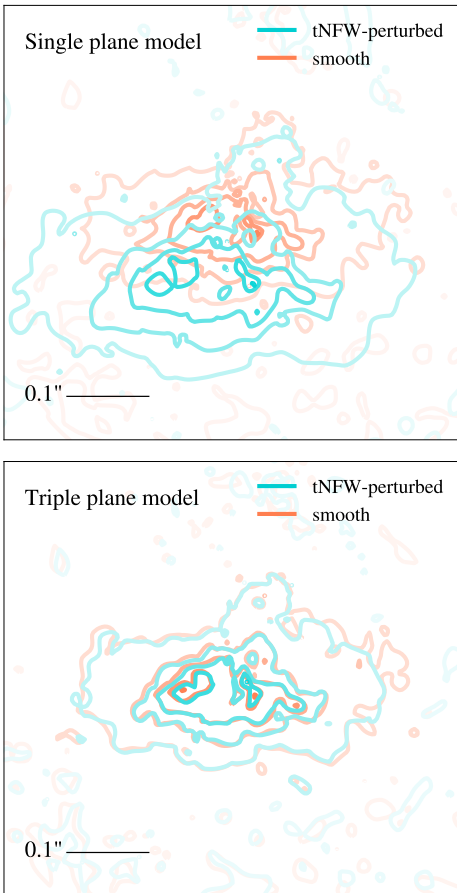 Single plane model
tNFW-perturbed
smooth
0.1"
Triple plane model
tNFW-perturbed
smooth
0.1"